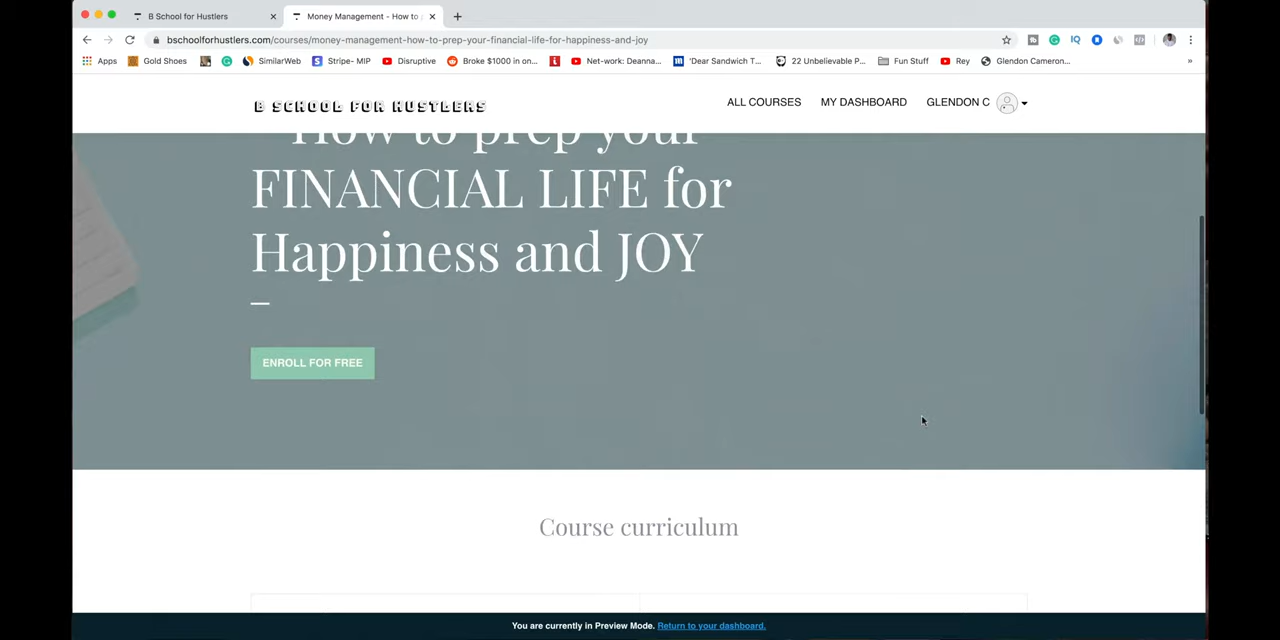 B School for Hustlers
Money Management - How to
bschoolforhustlers.com/courses/money-management-how-to-prep-your-financial-life-for-happiness-and-joy
Apps
Gold Shoes
SimilarWeb
Stripe- MIP
Disruptive
Broke $1000 in on...
Net-work: Deanna...
'Dear Sandwich T...
22 Unbelievable P...
Fun Stuff
Rey
Glendon Cameron...
B SCHOOL FOR HUSTLERS
ALL COURSES
MY DASHBOARD
GLENDON C
How to prep your
FINANCIAL LIFE for
Happiness and JOY
ENROLL FOR FREE
Course curriculum
You are currently in Preview Mode. Return to your dashboard.